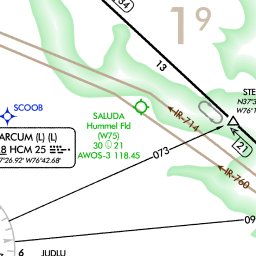 19
13
STE
N37°3
W76°1
SCOOB
SALUDA
Hummel Fld
(W75)
30 21
AWOS-3 118.45
IR-714
ARCUM (L) (L)
8 HCM 25
7°26.92' W76°42.68'
073
21
IR-760
09
6
JUDLU